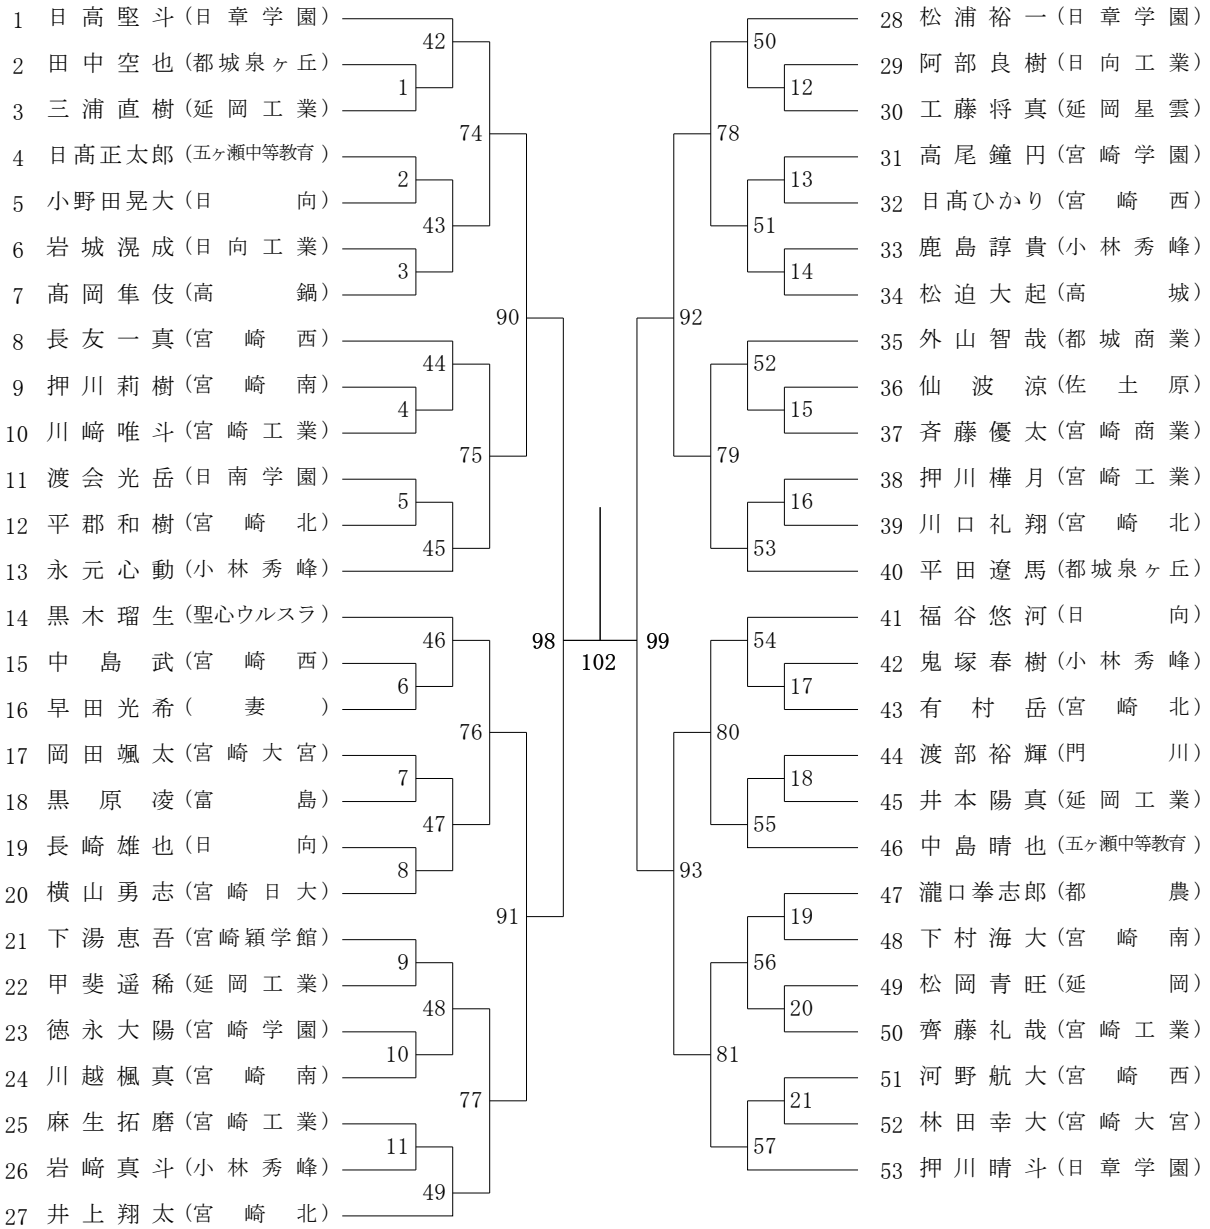 1 日高堅斗 (日章学園)
2 田中空也 (都城泉ヶ丘)
3 三浦直樹 (延岡工業)
4 日髙正太郎 (五ヶ瀬中等教育)
5 小野田晃大 (日向)
6 岩城滉成 (日向工業)
7 髙岡隼伎 (高鍋)
8 長友一真 (宮崎西)
9 押川莉樹 (宮崎南)
10 川﨑唯斗 (宮崎工業)
11 渡会光岳 (日南学園)
12 平郡和樹 (宮崎北)
13 永元心動 (小林秀峰)
14 黒木瑠生 (聖心ウルスラ)
15 中島武 (宮崎西)
16 早田光希 (妻)
17 岡田颯太 (宮崎大宮)
18 黒原凌 (富島)
19 長崎雄也 (日向)
20 横山勇志 (宮崎日大)
21 下湯恵吾 (宮崎穎学館)
22 甲斐遥稀 (延岡工業)
23 徳永大陽 (宮崎学園)
24 川越楓真 (宮崎南)
25 麻生拓磨 (宮崎工業)
26 岩﨑真斗 (小林秀峰)
27 井上翔太 (宮崎北)
42
1
74
2
43
3
90
44
4
75
5
45
46
6
76
7
47
8
91
9
48
10
77
11
49
98
102
99
50
12
78
13
51
14
92
52
15
79
16
53
54
17
80
18
55
93
19
56
20
81
21
57
28 松浦裕一 (日章学園)
29 阿部良樹 (日向工業)
30 工藤将真 (延岡星雲)
31 高尾鐘円 (宮崎学園)
32 日髙ひかり (宮崎西)
33 鹿島諄貴 (小林秀峰)
34 松迫大起 (高城)
35 外山智哉 (都城商業)
36 仙波涼 (佐土原)
37 斉藤優太 (宮崎商業)
38 押川樺月 (宮崎工業)
39 川口礼翔 (宮崎北)
40 平田遼馬 (都城泉ヶ丘)
41 福谷悠河 (日向)
42 鬼塚春樹 (小林秀峰)
43 有村岳 (宮崎北)
44 渡部裕輝 (門川)
45 井本陽真 (延岡工業)
46 中島晴也 (五ヶ瀬中等教育)
47 瀧口拳志郎 (都農)
48 下村海大 (宮崎南)
49 松岡青旺 (延岡)
50 齊藤礼哉 (宮崎工業)
51 河野航大 (宮崎西)
52 林田幸大 (宮崎大宮)
53 押川晴斗 (日章学園)